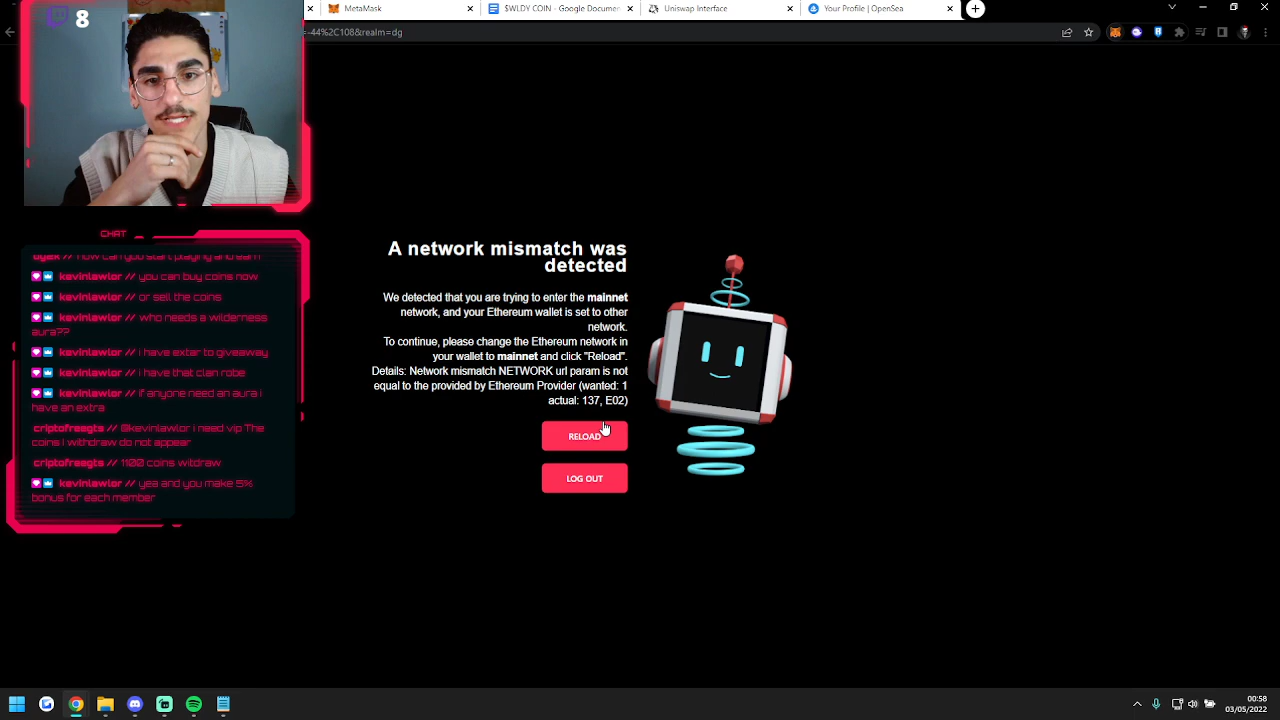 8
MetaMask
$WLDY COIN - Google Documen
Uniswap Interface
Your Profile | OpenSea
=-44%2C108&realm=dg
CHAT
kevinlawlor // you can buy coins now
kevinlawlor // or sell the coins
kevinlawlor // who needs a wilderness
aura??
kevinlawlor // i have extar to giveaway
kevinlawlor // i have that clan robe
kevinlawlor // if anyone need an aura i
have an extra
criptofreegts // @kevinlawlor i need vip The
coins I withdraw do not appear
criptofreegts // 1100 coins witdraw
kevinlawlor // yea and you make 5%
bonus for each member
A network mismatch was
detected
We detected that you are trying to enter the mainnet
network, and your Ethereum wallet is set to other
network.
To continue, please change the Ethereum network in
your wallet to mainnet and click "Reload".
Details: Network mismatch NETWORK url param is not
equal to the provided by Ethereum Provider (wanted: 1
actual: 137, E02)
RELOAD
LOG OUT
00:58
03/05/2022